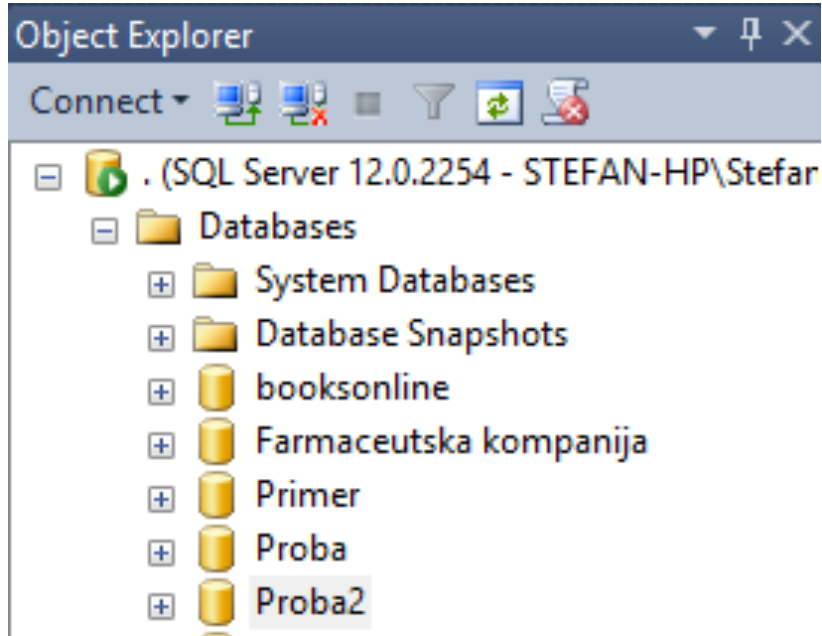 Object Explorer
Connect
. (SQL Server 12.0.2254 - STEFAN-HP\Stefan
Databases
System Databases
Database Snapshots
booksonline
Farmaceutska kompanija
Primer
Proba
Proba2